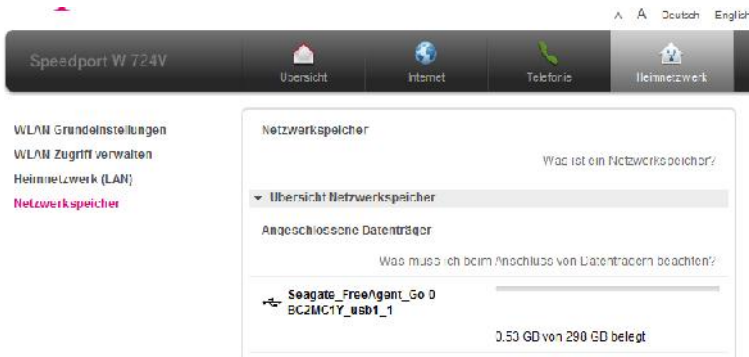 A A Deutsch English
Speedport W 724V
Übersicht Internet Telefonie Heimnetzwerk
WLAN Grundeinstellungen
WLAN Zugriff verwalten
Heimnetzwerk (LAN)
Netzwerkspeicher
Netzwerkspeicher
Was ist ein Netzwerkspeicher?
Übersicht Netzwerkspeicher
Angeschlossene Datenträger
Was muss ich beim Anschluss von Datenträgern beachten?
Seagate_FreeAgent_Go 0
BC2MC1Y_usb1_1
0.53 GB von 298 GB belegt